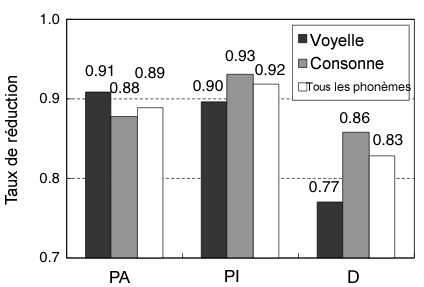 Taux de réduction
1.0
0.9
0.8
0.7
0.91
0.88
0.89
0.90
0.93
0.92
0.77
0.86
0.83
Voyelle
Consonne
Tous les phonèmes
PA
PI
D